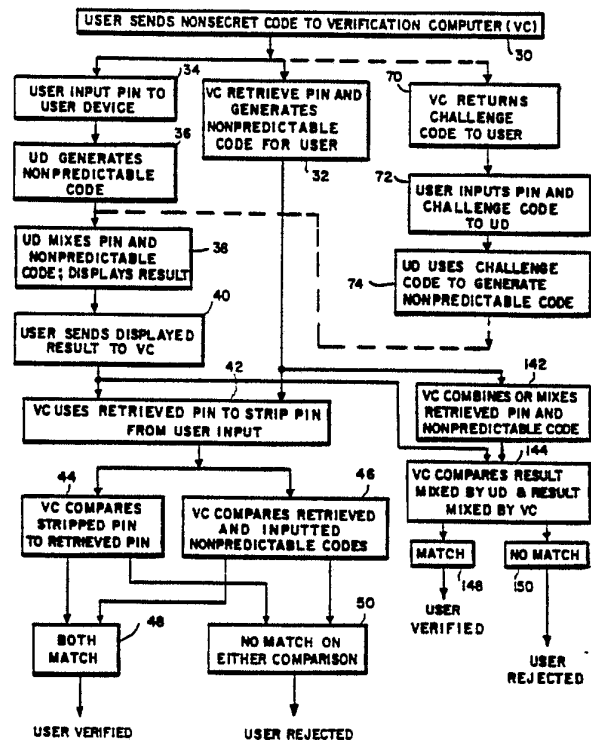 USER SENDS NONSECRET CODE TO VERIFICATION COMPUTER (VC)
30
34
USER INPUT PIN TO
USER DEVICE
VC RETRIEVE PIN AND
GENERATES
NONPREDICTABLE
CODE FOR USER
32
70
VC RETURNS
CHALLENGE
CODE TO USER
36
UD GENERATES
NONPREDICTABLE
CODE
72
USER INPUTS PIN AND
CHALLENGE CODE
TO UD
UD MIXES PIN AND
NONPREDICTABLE
CODE; DISPLAYS RESULT
36
74
UD USES CHALLENGE
CODE TO GENERATE
NONPREDICTABLE CODE
40
USER SENDS DISPLAYED
RESULT TO VC
42
VC USES RETRIEVED PIN TO STRIP PIN
FROM USER INPUT
142
VC COMBINES OR MIXES
RETRIEVED PIN AND
NONPREDICTABLE CODE
144
VC COMPARES RESULT
MIXED BY UD & RESULT
MIXED BY VC
44
VC COMPARES
STRIPPED PIN
TO RETRIEVED PIN
46
VC COMPARES RETRIEVED
AND INPUTTED
NONPREDICTABLE CODES
MATCH
148
USER
VERIFIED
NO MATCH
150
USER
REJECTED
BOTH
MATCH
48
50
NO MATCH ON
EITHER COMPARISON
USER VERIFIED
USER REJECTED